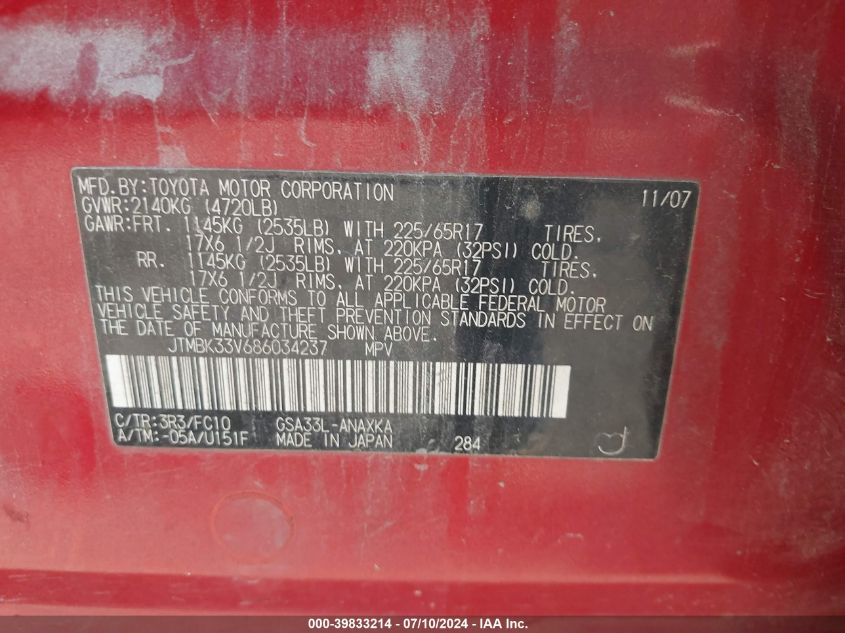 MFD.BY:TOYOTA MOTOR CORPORATION 11/07
GVWR:2140KG (4720LB)
GAWR:FRT. 1145KG (2535LB) WITH 225/65R17 TIRES,
17X6 1/2J RIMS, AT 220KPA (32PSI) COLD.
RR. 1145KG (2535LB) WITH 225/65R17 TIRES,
17X6 1/2J RIMS, AT 220KPA (32PSI) COLD.
THIS VEHICLE CONFORMS TO ALL APPLICABLE FEDERAL MOTOR
VEHICLE SAFETY AND THEFT PREVENTION STANDARDS IN EFFECT ON
THE DATE OF MANUFACTURE SHOWN ABOVE.
JTMBK33V686034237 MPV
C/TR:3R3/FC10 GSA33L-ANAXKA
A/TM:-05A/U151F MADE IN JAPAN 284
000-39833214 - 07/10/2024 - IAA Inc.